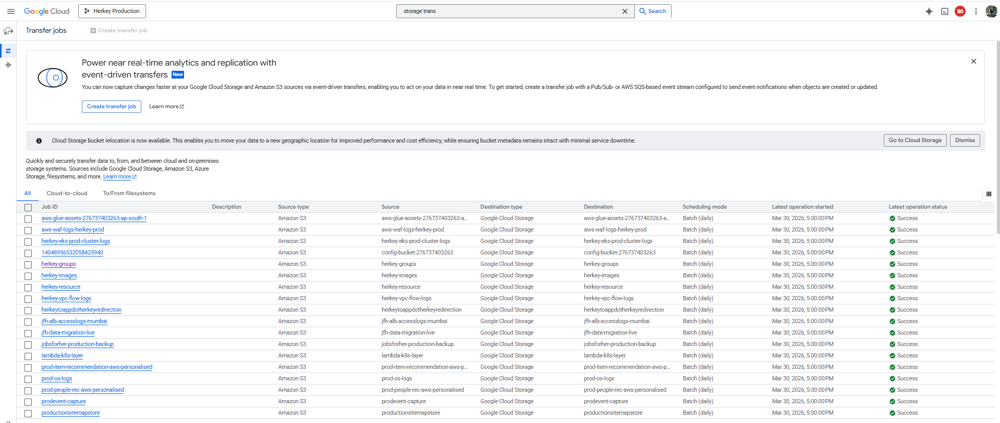 Google Cloud
Herkey Production
storage trans
Search
50
Transfer jobs
Create transfer job
Power near real-time analytics and replication with
event-driven transfers New
You can now capture changes faster at your Google Cloud Storage and Amazon S3 sources via event-driven transfers, enabling you to act on your data in near real time. To get started, create a transfer job with a Pub/Sub- or AWS SQS-based event stream configured to send event notifications when objects are created or updated.
Create transfer job Learn more
Cloud Storage bucket relocation is now available. This enables you to move your data to a new geographic location for improved performance and cost efficiency, while ensuring bucket metadata remains intact with minimal service downtime.
Go to Cloud Storage Dismiss
Quickly and securely transfer data to, from, and between cloud and on-premises
storage systems. Sources include Google Cloud Storage, Amazon S3, Azure
Storage, filesystems, and more. Learn more
All Cloud-to-cloud To/From filesystems
Job ID Description Source type Source Destination type Destination Scheduling mode Latest operation started Latest operation status
aws-glue-assets-276737403263-ap-south-1 Amazon S3 aws-glue-assets-276737403263-a... Google Cloud Storage aws-glue-assets-276737403263-a... Batch (daily) Mar 30, 2026, 5:00:00 PM Success
aws-waf-logs-herkey-prod Amazon S3 aws-waf-logs-herkey-prod Google Cloud Storage aws-waf-logs-herkey-prod Batch (daily) Mar 30, 2026, 5:00:00 PM Success
herkey-eks-prod-cluster-logs Amazon S3 herkey-eks-prod-cluster-logs Google Cloud Storage herkey-eks-prod-cluster-logs Batch (daily) Mar 30, 2026, 5:00:00 PM Success
14048956532058425940 Amazon S3 config-bucket-276737403263 Google Cloud Storage config-bucket-276737403263 Batch (daily) Mar 30, 2026, 5:00:00 PM Success
herkey-groups Amazon S3 herkey-groups Google Cloud Storage herkey-groups Batch (daily) Mar 30, 2026, 5:00:00 PM Success
herkey-images Amazon S3 herkey-images Google Cloud Storage herkey-images Batch (daily) Mar 30, 2026, 5:00:00 PM Success
herkey-resource Amazon S3 herkey-resource Google Cloud Storage herkey-resource Batch (daily) Mar 30, 2026, 5:00:00 PM Success
herkey-vpc-flow-logs Amazon S3 herkey-vpc-flow-logs Google Cloud Storage herkey-vpc-flow-logs Batch (daily) Mar 30, 2026, 5:00:00 PM Success
herkeytoappdotherkeyredirection Amazon S3 herkeytoappdotherkeyredirection Google Cloud Storage herkeytoappdotherkeyredirection Batch (daily) Mar 30, 2026, 5:00:00 PM Success
jfh-alb-accesslogs-mumbai Amazon S3 jfh-alb-accesslogs-mumbai Google Cloud Storage jfh-alb-accesslogs-mumbai Batch (daily) Mar 30, 2026, 5:00:00 PM Success
jfh-data-migration-live Amazon S3 jfh-data-migration-live Google Cloud Storage jfh-data-migration-live Batch (daily) Mar 30, 2026, 5:00:00 PM Success
jobsforher-production-backup Amazon S3 jobsforher-production-backup Google Cloud Storage jobsforher-production-backup Batch (daily) Mar 30, 2026, 5:00:00 PM Success
lambda-k8s-layer Amazon S3 lambda-k8s-layer Google Cloud Storage lambda-k8s-layer Batch (daily) Mar 30, 2026, 5:00:00 PM Success
prod-item-recommendation-aws-personalised Amazon S3 prod-item-recommendation-aws-p... Google Cloud Storage prod-item-recommendation-aws-p... Batch (daily) Mar 30, 2026, 5:00:00 PM Success
prod-os-logs Amazon S3 prod-os-logs Google Cloud Storage prod-os-logs Batch (daily) Mar 30, 2026, 5:00:00 PM Success
prod-people-rec-aws-personalised Amazon S3 prod-people-rec-aws-personalised Google Cloud Storage prod-people-rec-aws-personalised Batch (daily) Mar 30, 2026, 5:00:00 PM Success
prodevent-capture Amazon S3 prodevent-capture Google Cloud Storage prodevent-capture Batch (daily) Mar 30, 2026, 5:00:00 PM Success
productionsitemapstore Amazon S3 productionsitemapstore Google Cloud Storage productionsitemapstore Batch (daily) Mar 30, 2026, 5:00:00 PM Success